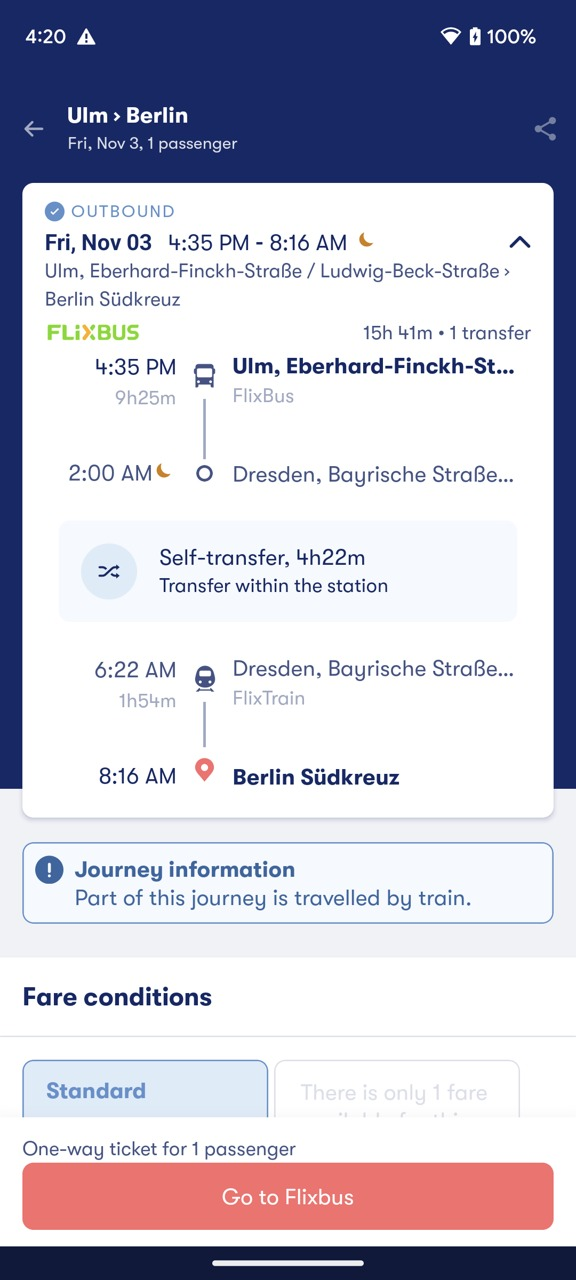 4:20
100%
Ulm › Berlin
Fri, Nov 3, 1 passenger
OUTBOUND
Fri, Nov 03 4:35 PM - 8:16 AM
Ulm, Eberhard-Finckh-Straße / Ludwig-Beck-Straße ›
Berlin Südkreuz
FLiXBUS
15h 41m • 1 transfer
4:35 PM
Ulm, Eberhard-Finckh-St...
9h25m
FlixBus
2:00 AM
Dresden, Bayrische Straße...
Self-transfer, 4h22m
Transfer within the station
6:22 AM
Dresden, Bayrische Straße...
1h54m
FlixTrain
8:16 AM
Berlin Südkreuz
Journey information
Part of this journey is travelled by train.
Fare conditions
Standard
There is only 1 fare
One-way ticket for 1 passenger
Go to Flixbus